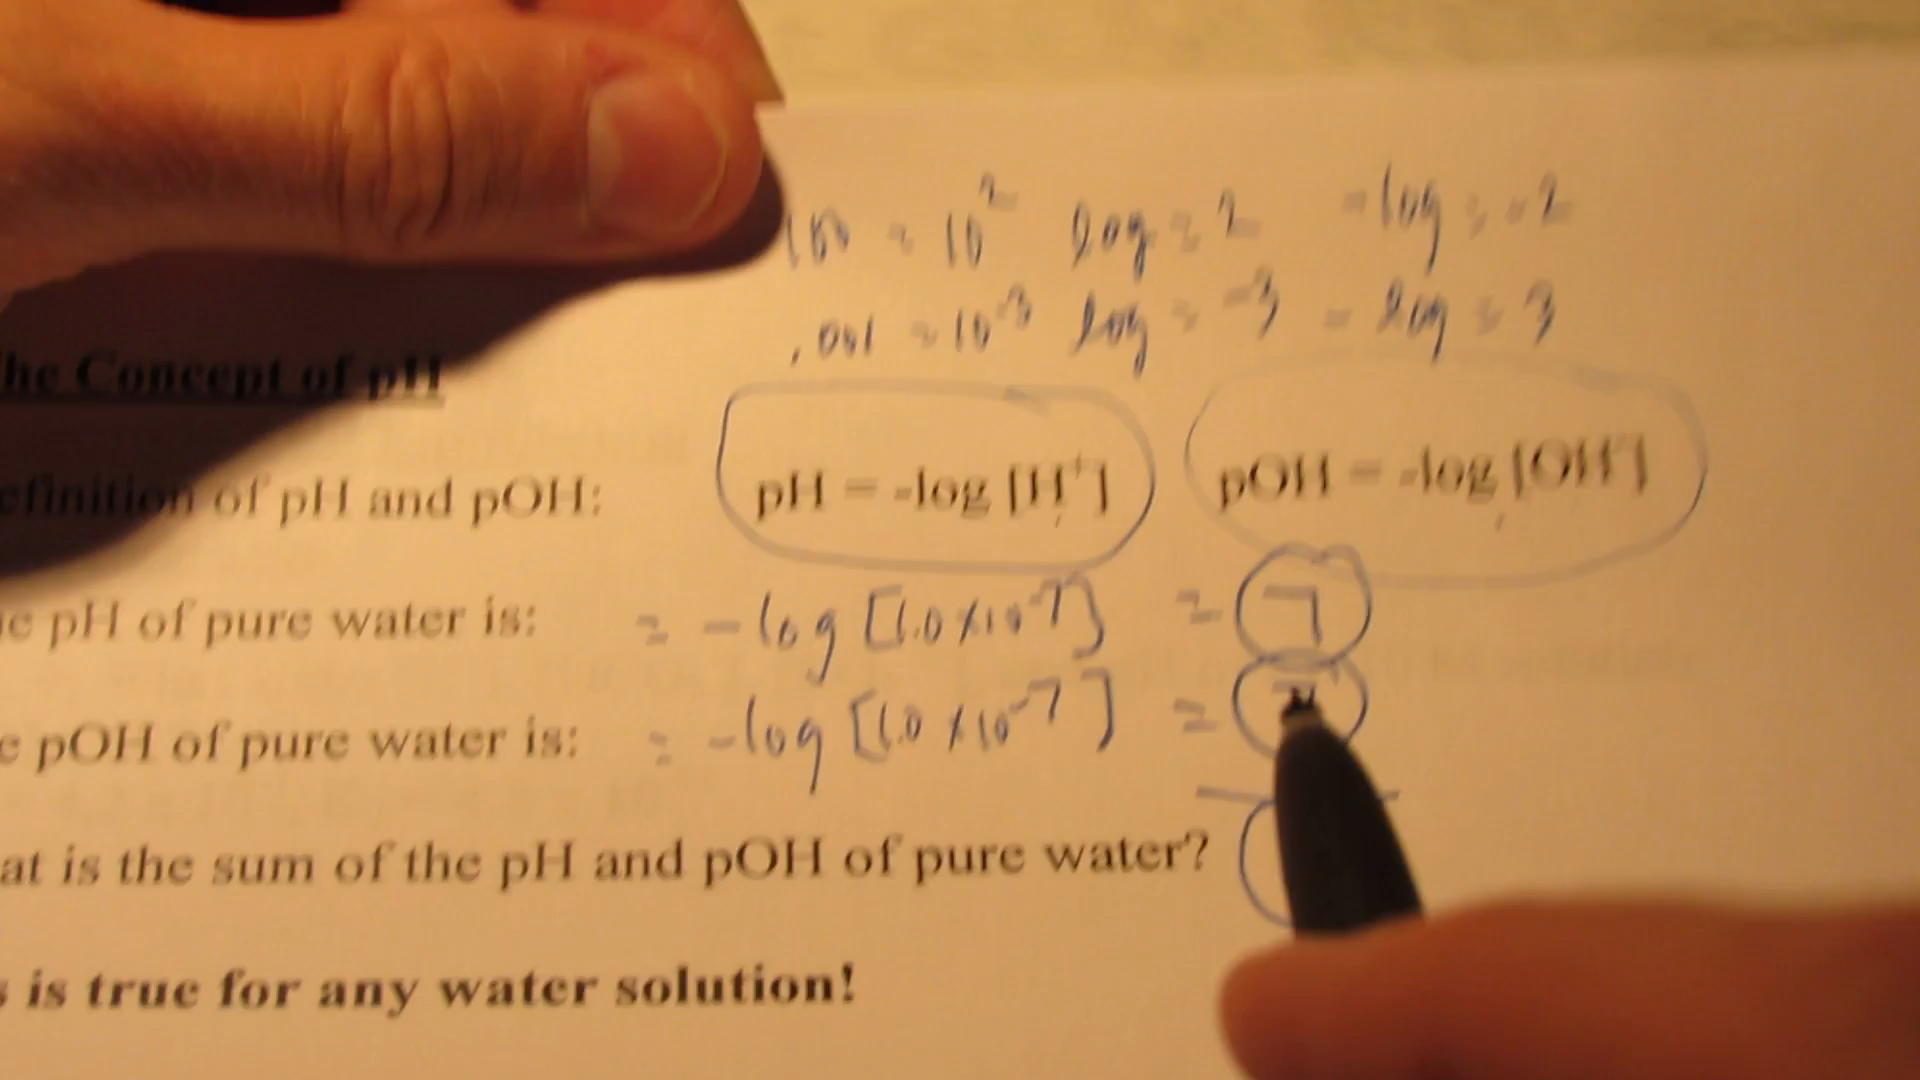 100 = 10² log = 2 -log = -2
.001 = 10⁻³ log = -3 - log = 3
he Concept of pH
efinition of pH and pOH: pH = -log [H⁺] pOH = -log [OH⁻]
e pH of pure water is: = -log [1.0 x 10⁻⁷] = 7
e pOH of pure water is: = -log [1.0 x 10⁻⁷] =
at is the sum of the pH and pOH of pure water?
s is true for any water solution!